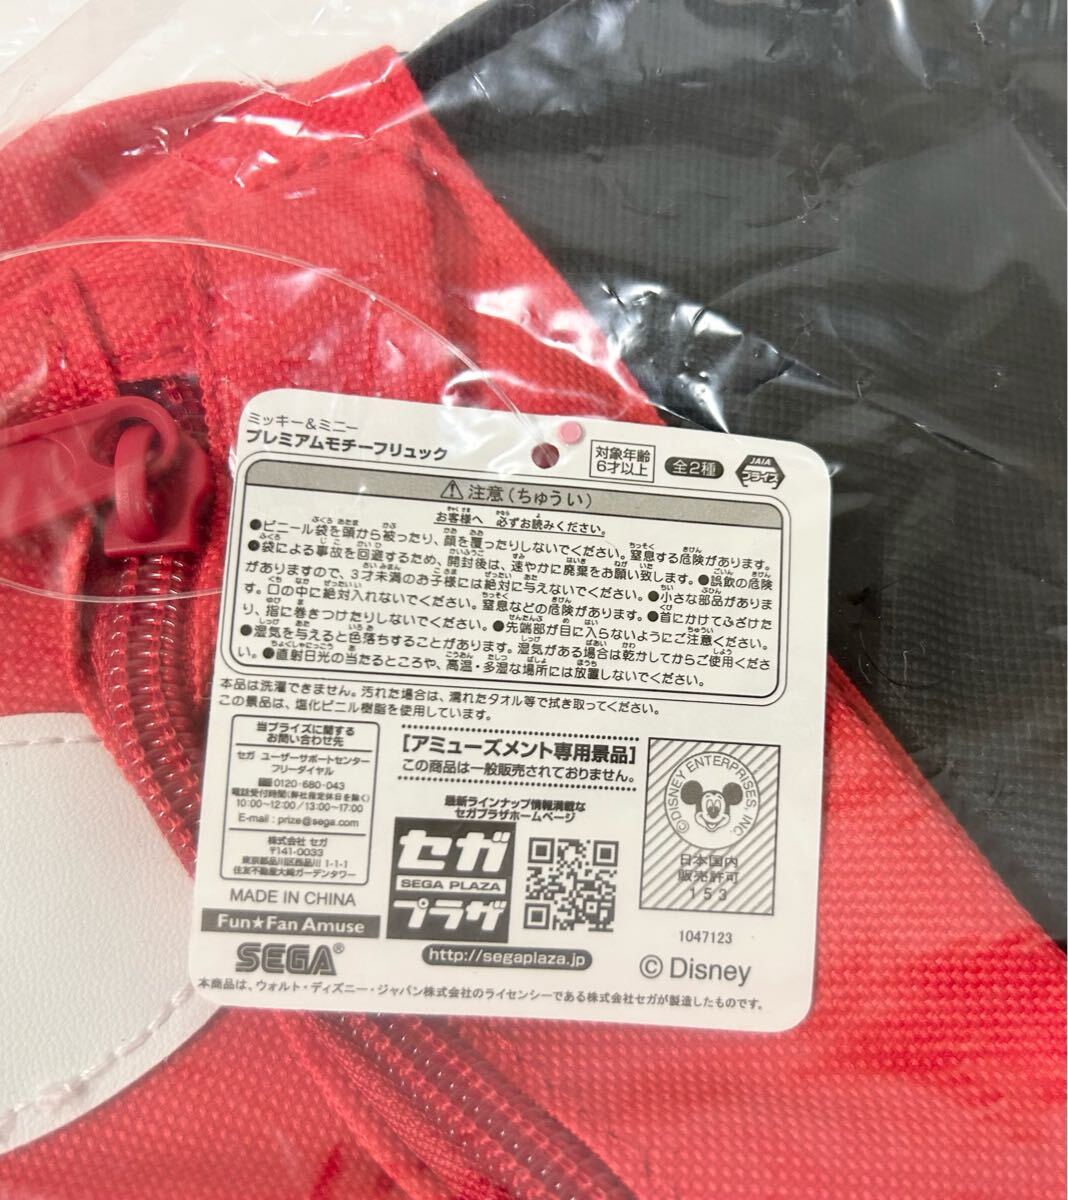 ミッキー＆ミニー
プレミアムモチーフリュック
対象年齢
6才以上
全2種
JAIA
プライズ
⚠注意(ちゅうい)
お客様へ 必ずお読みください。
●ビニール袋を頭から被ったり、顔を覆ったりしないでください。窒息する危険があります。
●袋による事故を回避するため、開封後は、速やかに廃棄をお願い致します。●誤飲の危険
がありますので、3才未満のお子様には絶対に与えないでください。●小さな部品がありま
す。口の中に絶対入れないでください。窒息などの危険があります。●首にかけてふざけた
り、指に巻きつけたりしないでください。●先端部が目に入らないようにご注意ください。
●湿気を与えると色落ちすることがあります。湿気がある場合は乾かしてからご使用くださ
い。●直射日光の当たるところや、高温・多湿な場所には放置しないでください。
本品は洗濯できません。汚れた場合は、濡れたタオル等で拭き取ってください。
この景品は、塩化ビニル樹脂を使用しています。
当プライズに関する
お問い合わせ先
セガ ユーザーサポートセンター
フリーダイヤル
0120-680-043
電話受付時間(弊社指定休日を除く)
10:00〜12:00/13:00〜17:00
E-mail : prize@sega.com
株式会社 セガ
〒141-0033
東京都品川区西品川 1-1-1
住友不動産大崎ガーデンタワー
MADE IN CHINA
Fun★Fan Amuse
SEGA®
[アミューズメント専用景品]
この商品は一般販売されておりません。
最新ラインナップ情報満載な
セガプラザホームページ
セガ
SEGA PLAZA
プラザ
http://segaplaza.jp
©DISNEY ENTERPRISES, INC.
日本国内
販売許可
153
1047123
© Disney
本商品は、ウォルト・ディズニー・ジャパン株式会社のライセンシーである株式会社セガが製造したものです。